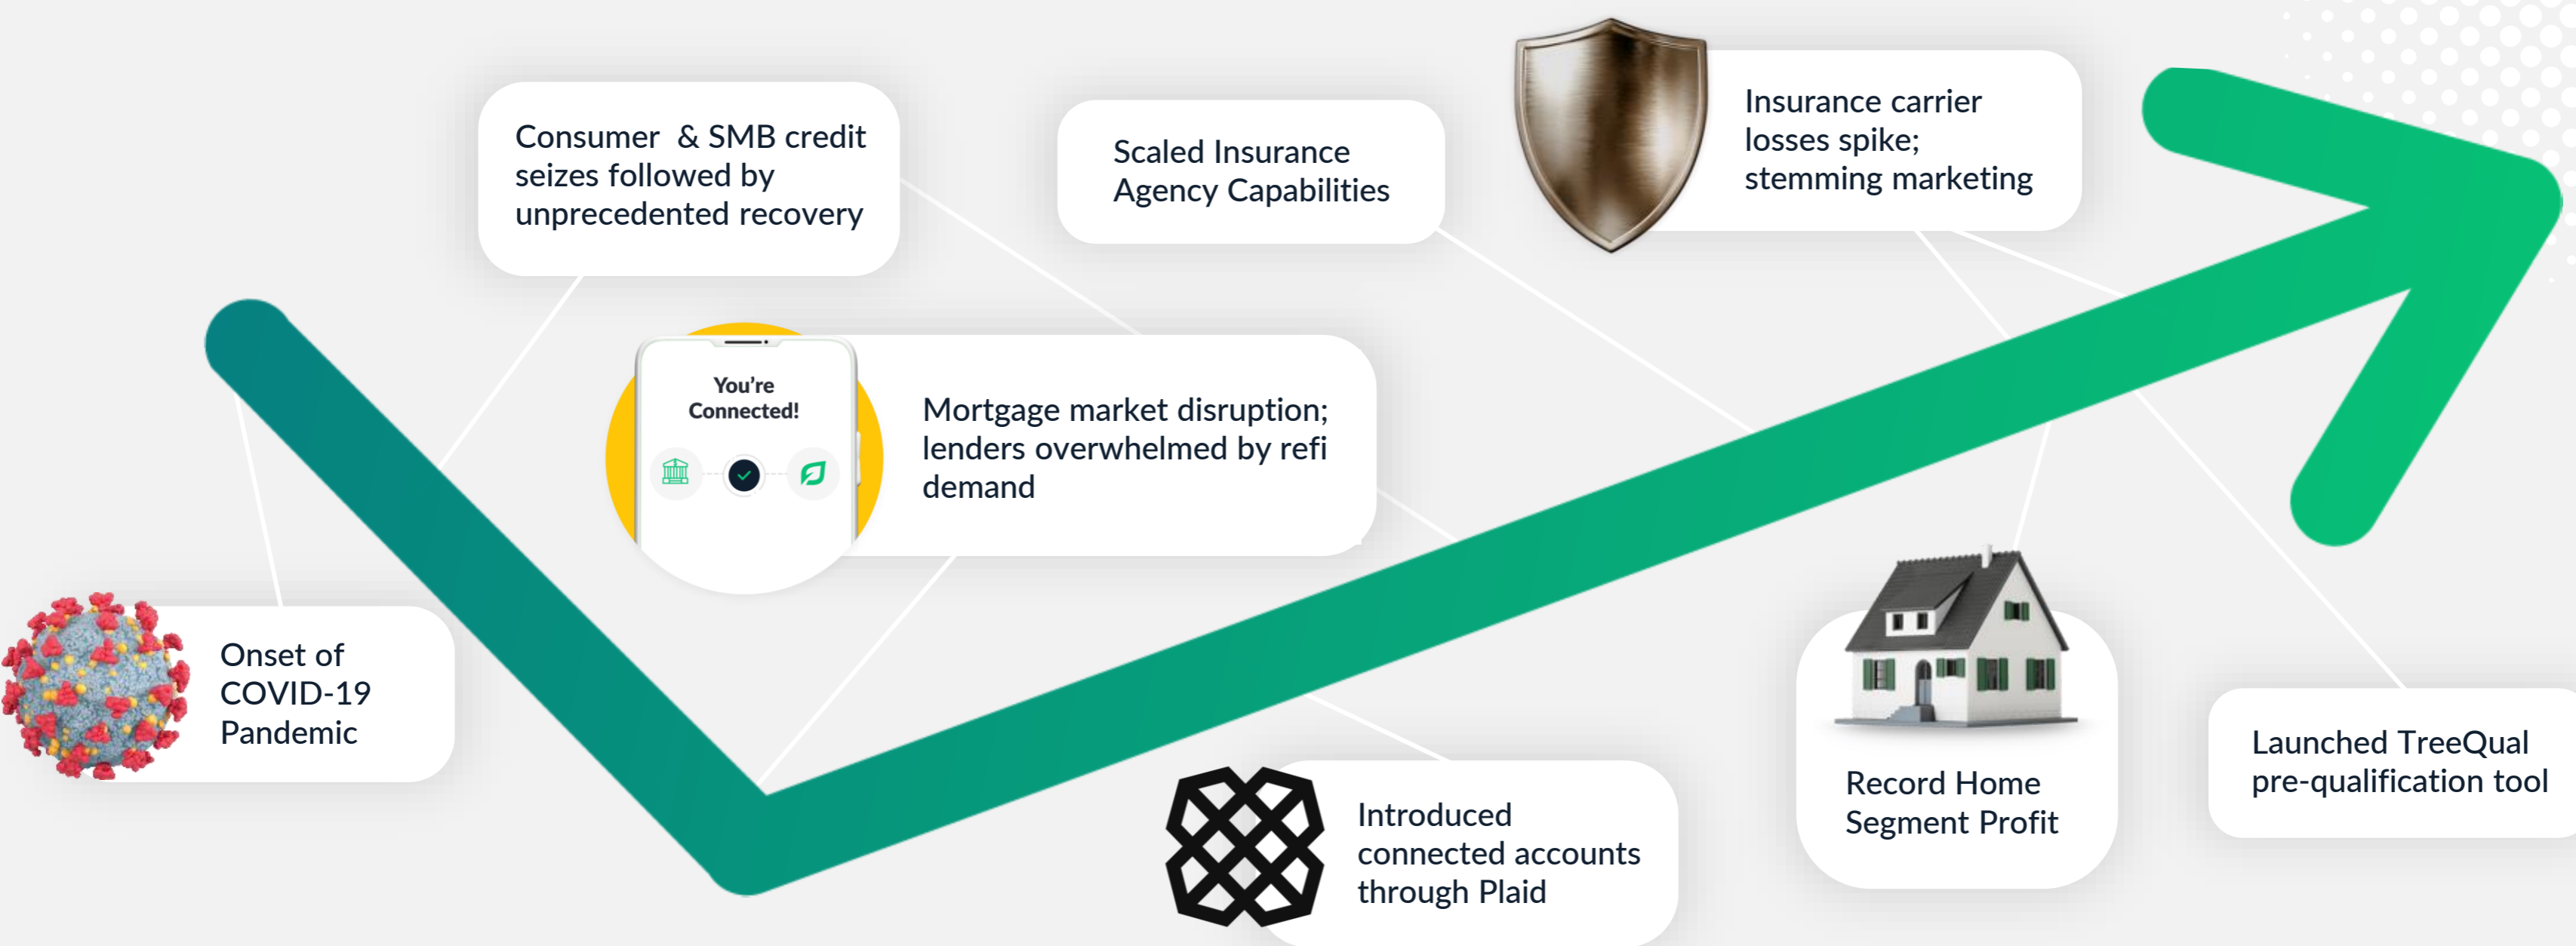 Consumer & SMB credit
seizes followed by
unprecedented recovery
Scaled Insurance
Agency Capabilities
Insurance carrier
losses spike;
stemming marketing
You're
Connected!
Mortgage market disruption;
lenders overwhelmed by refi
demand
Onset of
COVID-19
Pandemic
Introduced
connected accounts
through Plaid
Record Home
Segment Profit
Launched TreeQual
pre-qualification tool